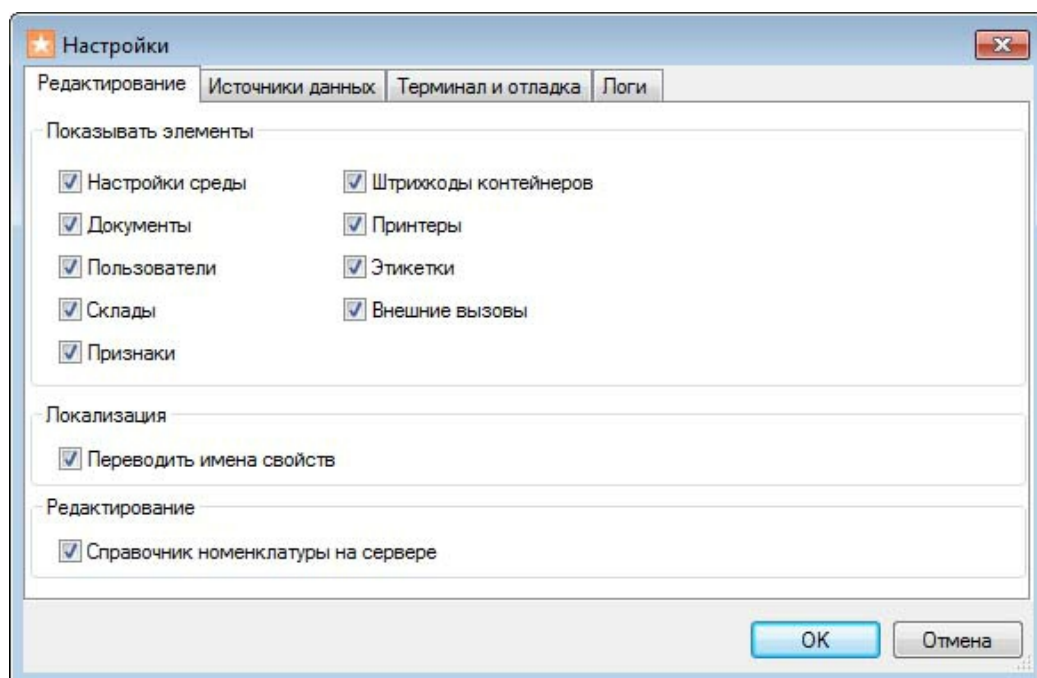 Настройки
Редактирование Источники данных Терминал и отладка Логи
Показывать элементы
Настройки среды Штрихкоды контейнеров
Документы Принтеры
Пользователи Этикетки
Склады Внешние вызовы
Признаки
Локализация
Переводить имена свойств
Редактирование
Справочник номенклатуры на сервере
OK Отмена